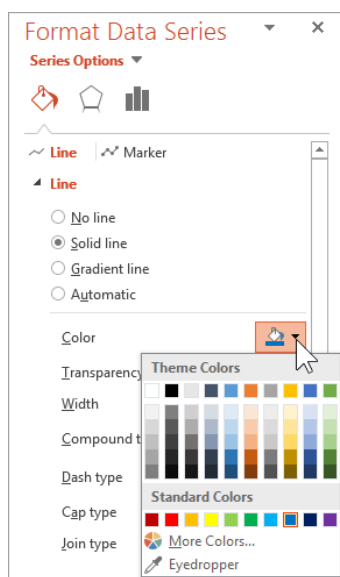 Format Data Series
Series Options
Line Marker
Line
No line
Solid line
Gradient line
Automatic
Color
Theme Colors
Transparency
Width
Compound t
Dash type
Standard Colors
Cap type
More Colors...
Join type
Eyedropper